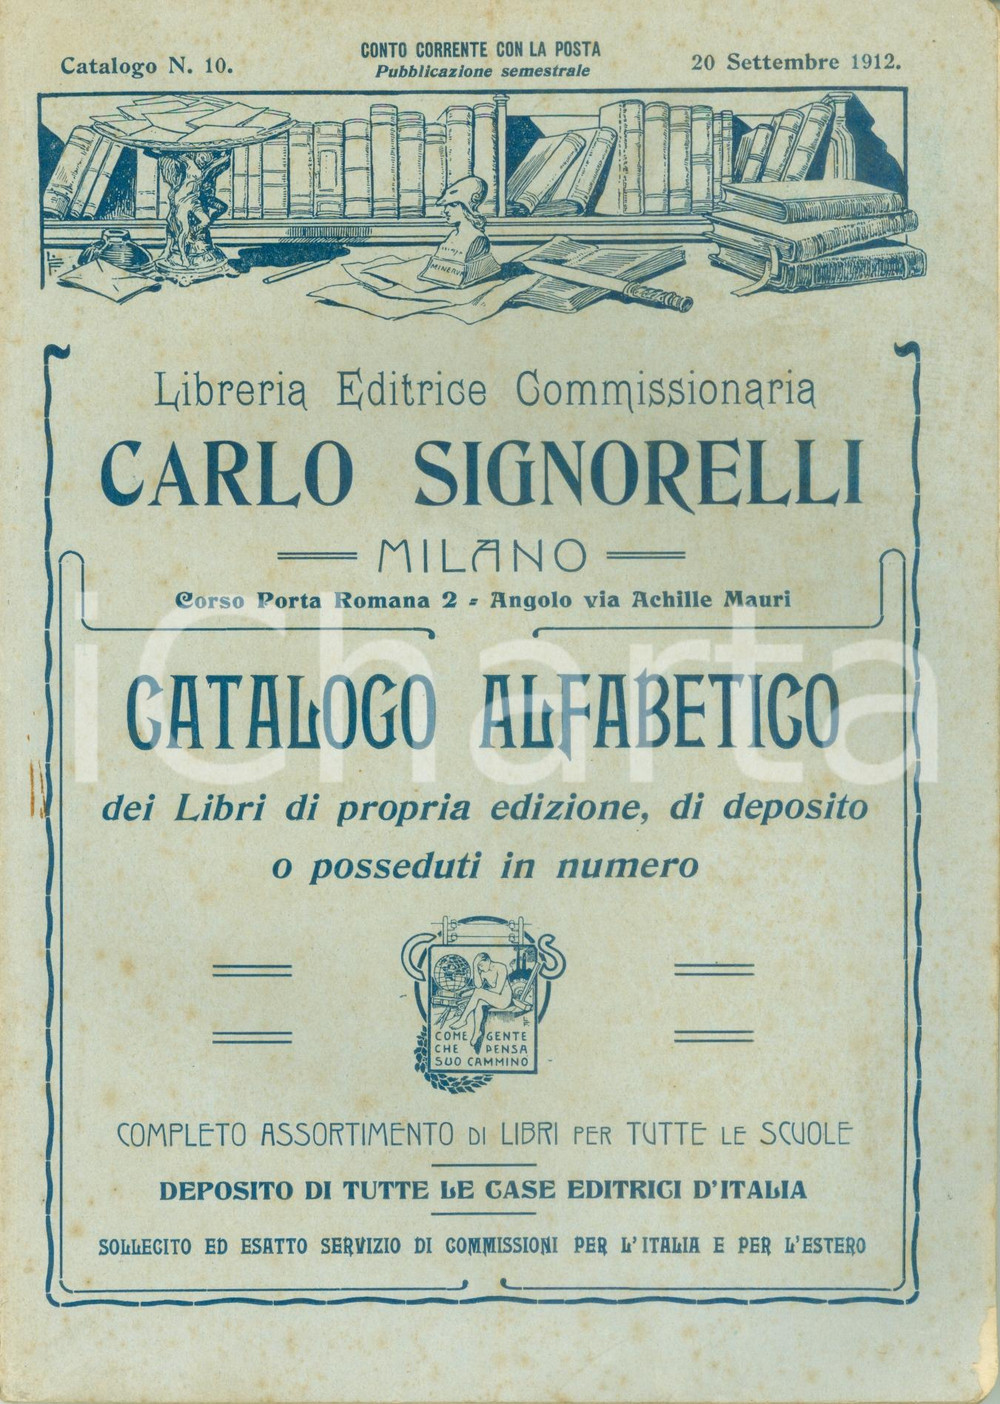 Catalogo N. 10.
CONTO CORRENTE CON LA POSTA
Pubblicazione semestrale
20 Settembre 1912.
MINERVA
Libreria Editrice Commissionaria
CARLO SIGNORELLI
MILANO
Corso Porta Romana 2 - Angolo via Achille Mauri
iCharta
CATALOGO ALFABETICO
dei Libri di propria edizione, di deposito
o posseduti in numero
C S
COME GENTE
CHE PENSA
SUO CAMMINO
COMPLETO ASSORTIMENTO DI LIBRI PER TUTTE LE SCUOLE
DEPOSITO DI TUTTE LE CASE EDITRICI D'ITALIA
SOLLECITO ED ESATTO SERVIZIO DI COMMISSIONI PER L'ITALIA E PER L'ESTERO